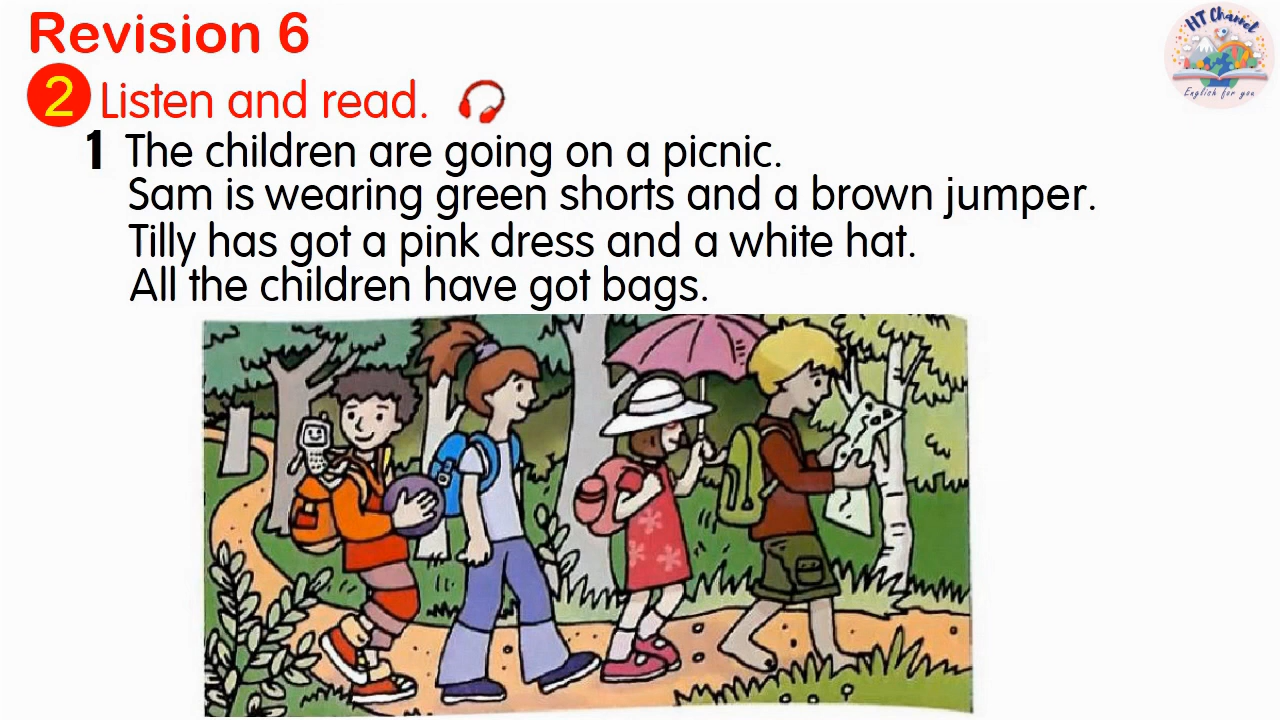 Revision 6
HT Channel
English for you
2 Listen and read.
1 The children are going on a picnic.
Sam is wearing green shorts and a brown jumper.
Tilly has got a pink dress and a white hat.
All the children have got bags.